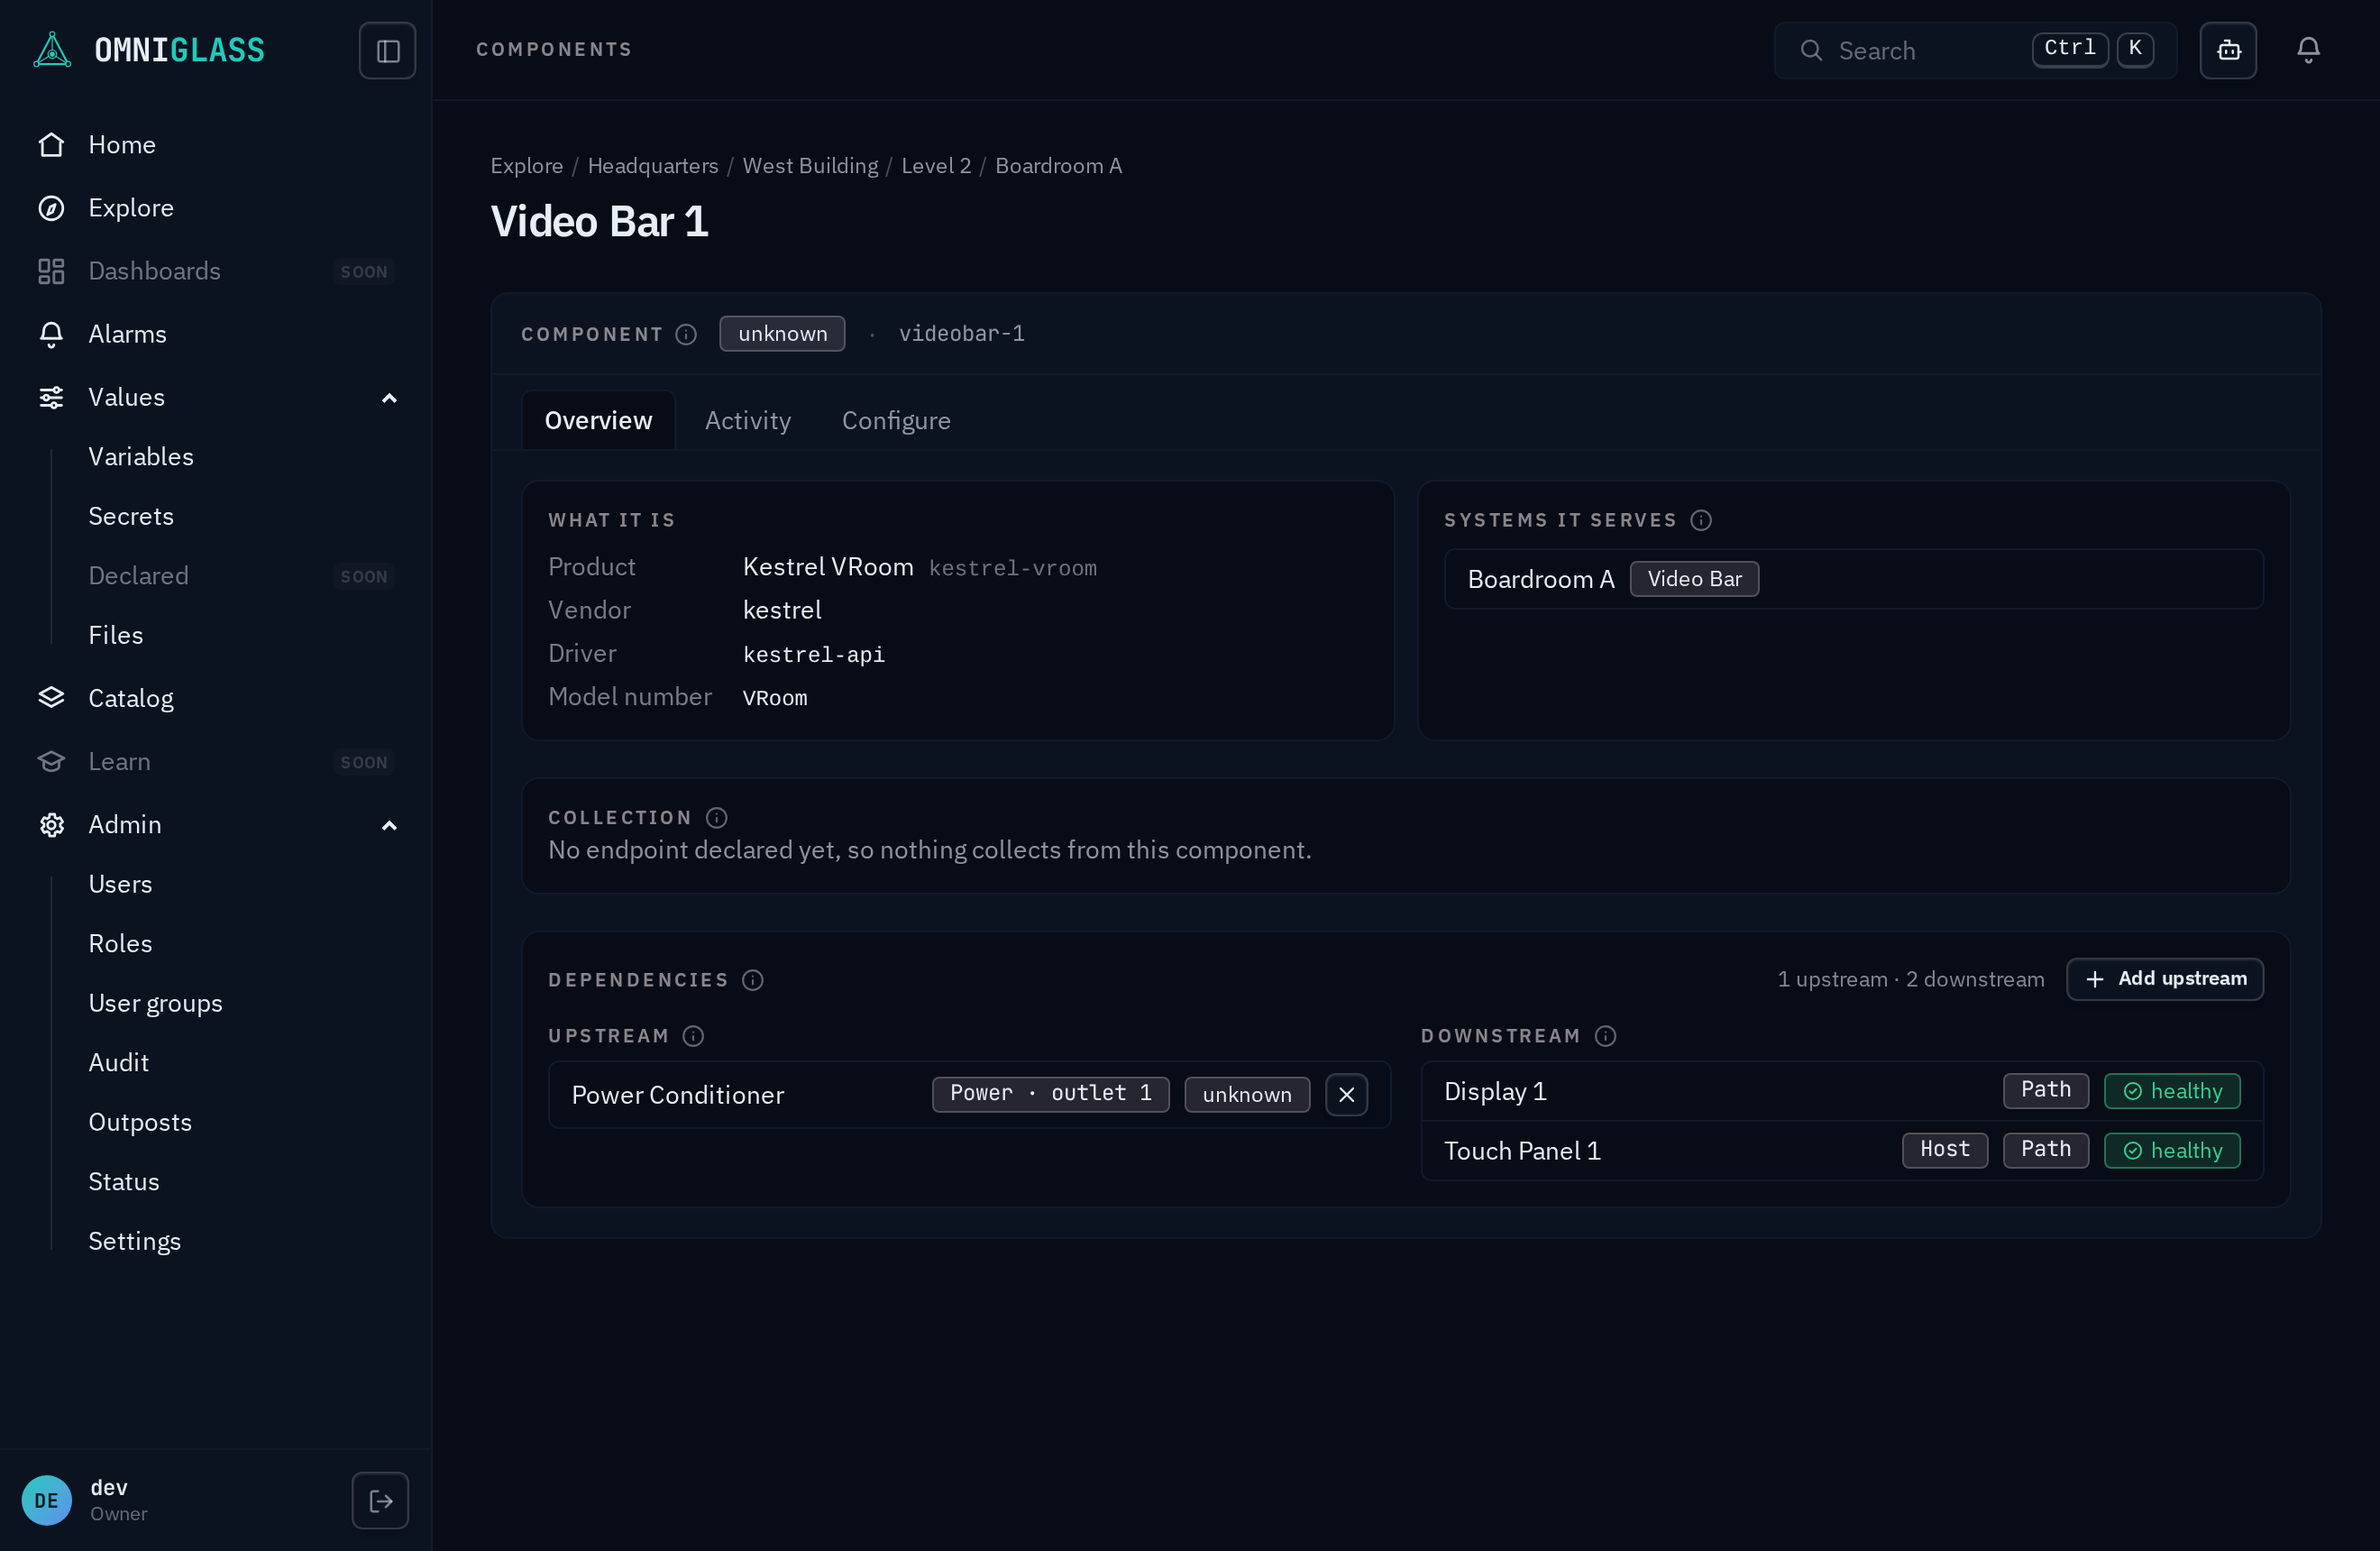 OMNIGLASS
COMPONENTS
Search Ctrl K
Home
Explore
Dashboards SOON
Alarms
Values
Variables
Secrets
Declared SOON
Files
Catalog
Learn SOON
Admin
Users
Roles
User groups
Audit
Outposts
Status
Settings
DE dev
Owner
Explore / Headquarters / West Building / Level 2 / Boardroom A
Video Bar 1
COMPONENT unknown · videobar-1
Overview Activity Configure
WHAT IT IS
Product Kestrel VRoom kestrel-vroom
Vendor kestrel
Driver kestrel-api
Model number VRoom
SYSTEMS IT SERVES
Boardroom A Video Bar
COLLECTION
No endpoint declared yet, so nothing collects from this component.
DEPENDENCIES 1 upstream · 2 downstream Add upstream
UPSTREAM
Power Conditioner Power · outlet 1 unknown
DOWNSTREAM
Display 1 Path healthy
Touch Panel 1 Host Path healthy